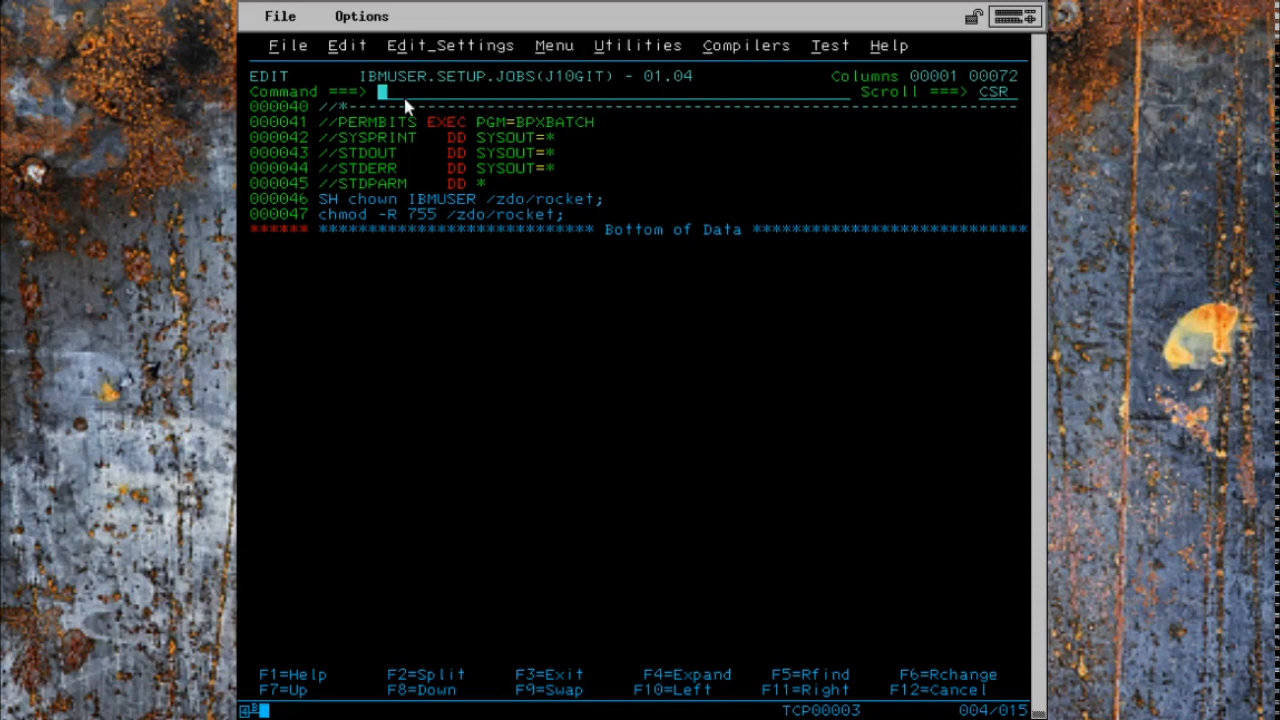 File Options
File Edit Edit_Settings Menu Utilities Compilers Test Help
EDIT IBMUSER.SETUP.JOBS(J10GIT) - 01.04 Columns 00001 00072
Command ===> Scroll ===> CSR
000040 //*--------------------------------------------------------------------
000041 //PERMBITS EXEC PGM=BPXBATCH
000042 //SYSPRINT DD SYSOUT=*
000043 //STDOUT DD SYSOUT=*
000044 //STDERR DD SYSOUT=*
000045 //STDPARM DD *
000046 SH chown IBMUSER /zdo/rocket;
000047 chmod -R 755 /zdo/rocket;
****** **************************** Bottom of Data ****************************
F1=Help F2=Split F3=Exit F4=Expand F5=Rfind F6=Rchange
F7=Up F8=Down F9=Swap F10=Left F11=Right F12=Cancel
TCP00003 004/015